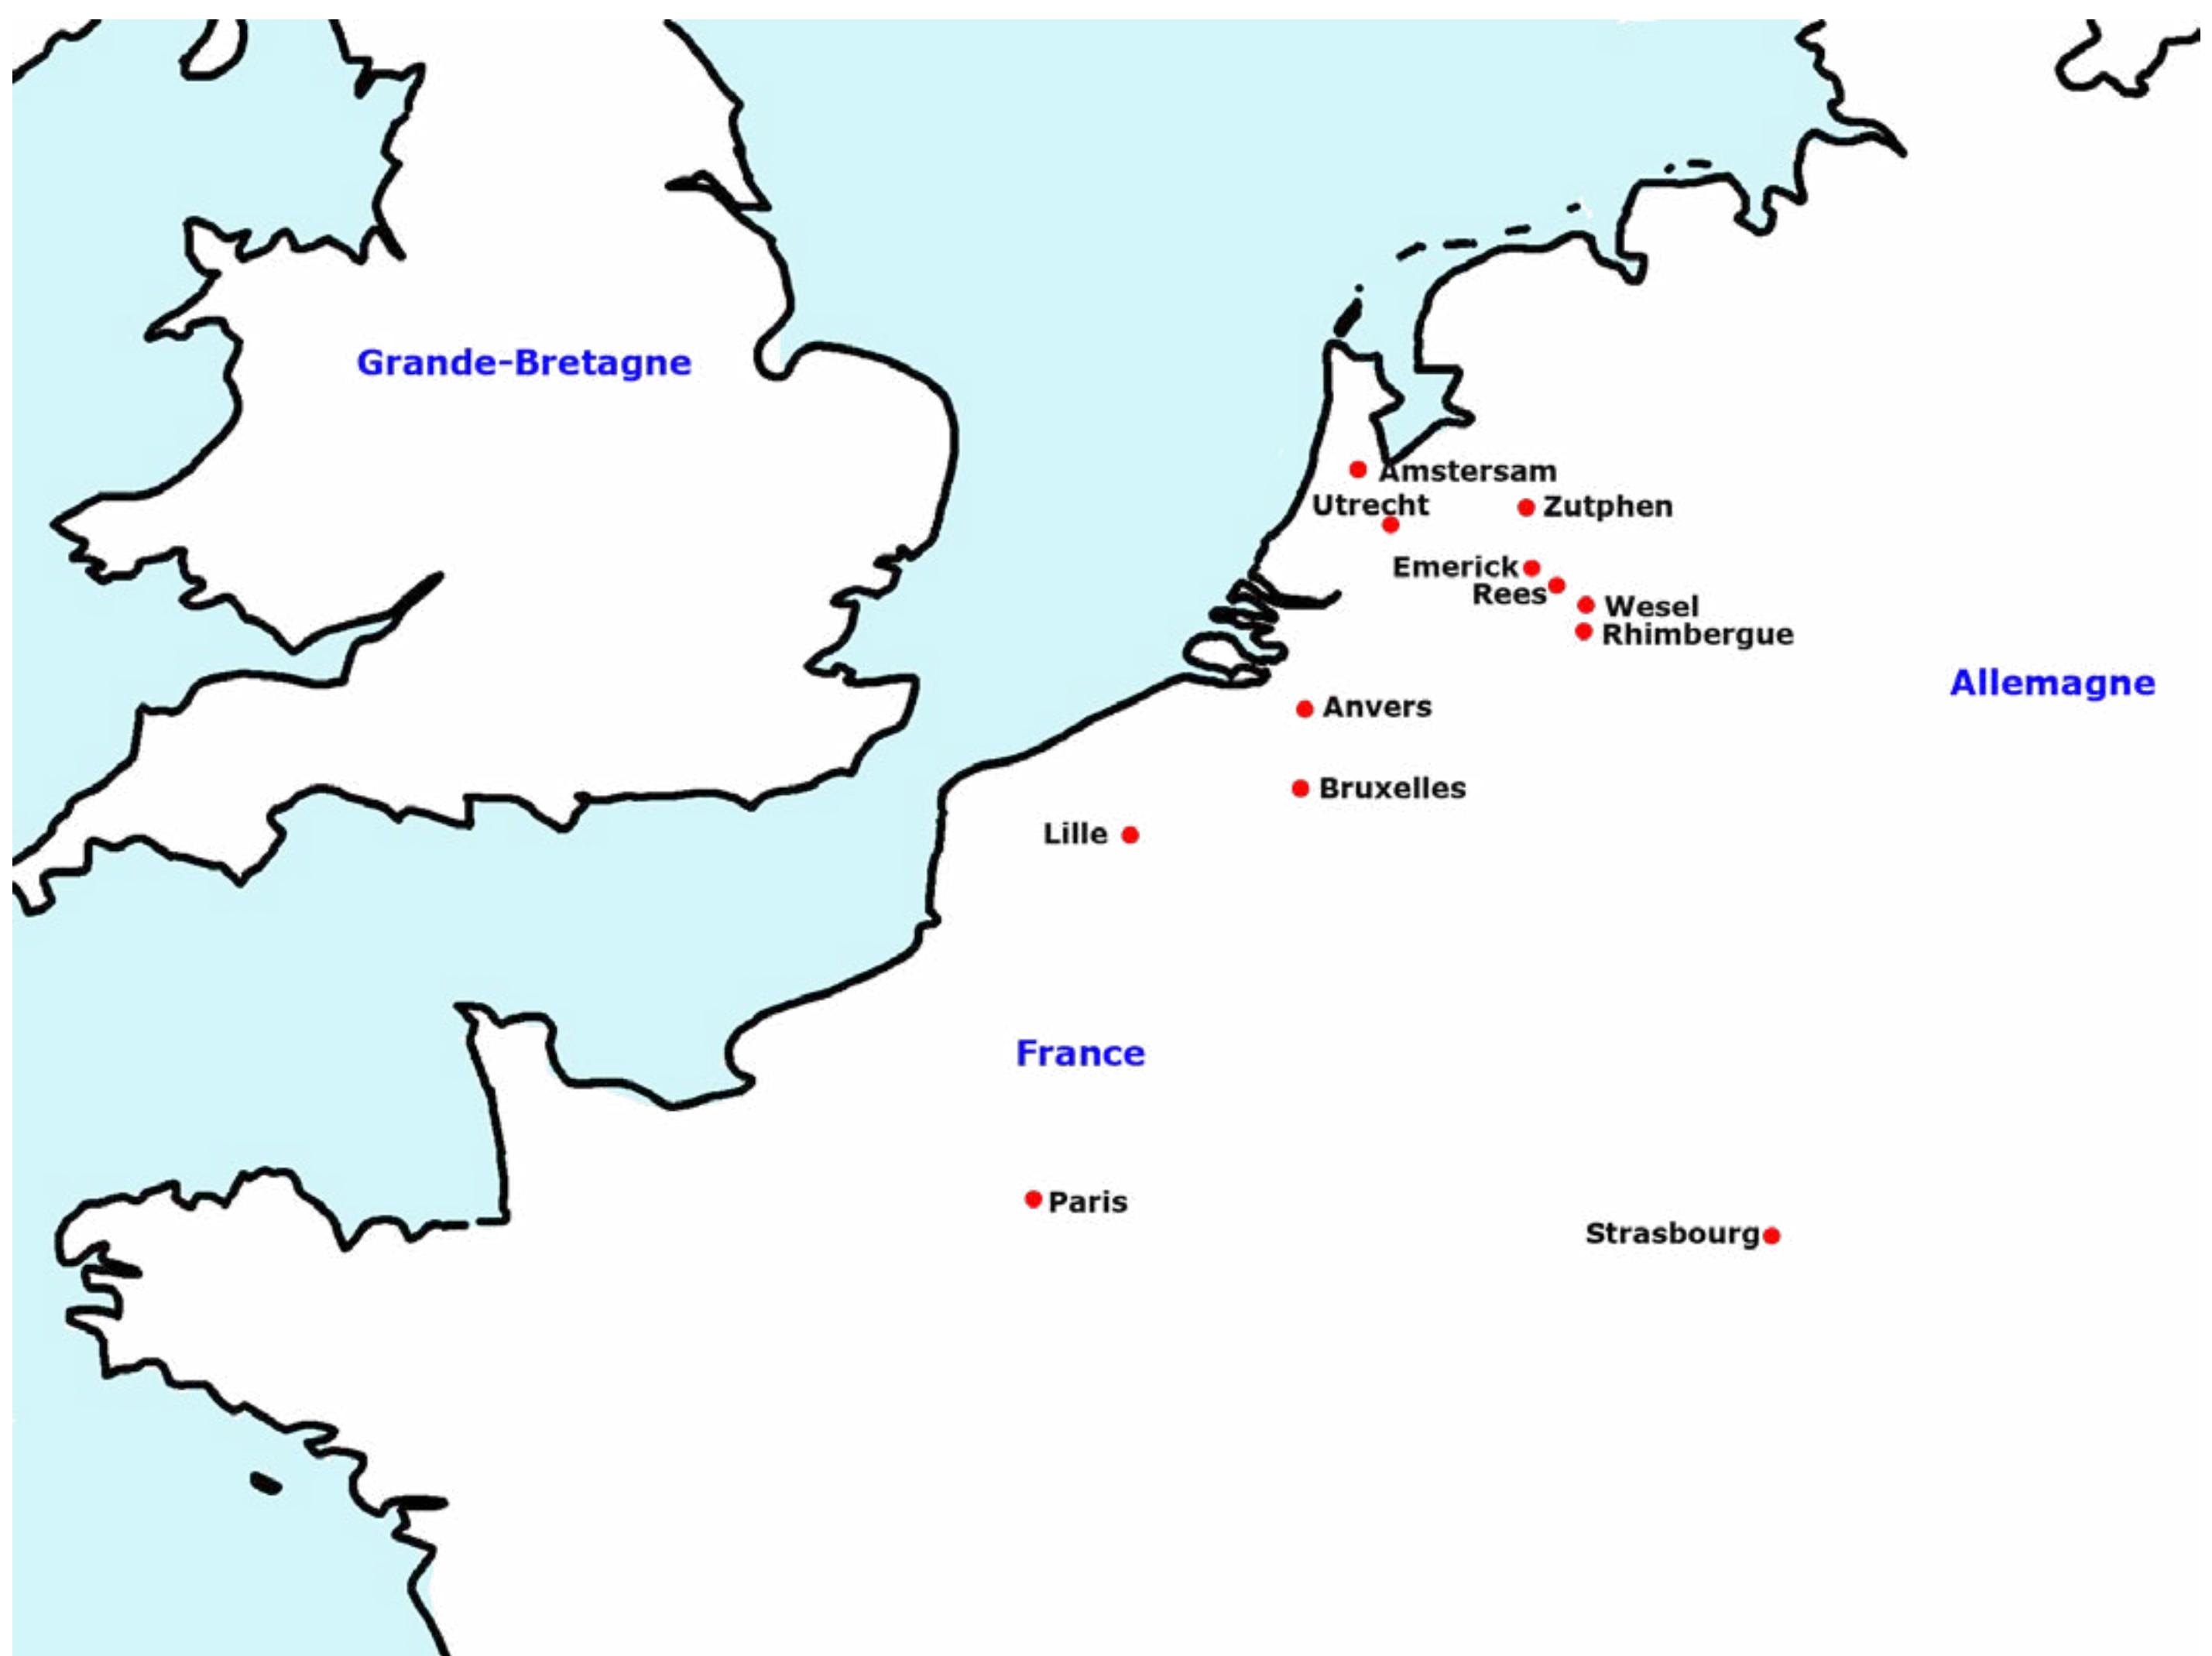 Grande-Bretagne
Amstersam
Utrecht
Zutphen
Emerick
Rees
Wesel
Rhimbergue
Allemagne
Anvers
Bruxelles
Lille
France
Paris
Strasbourg